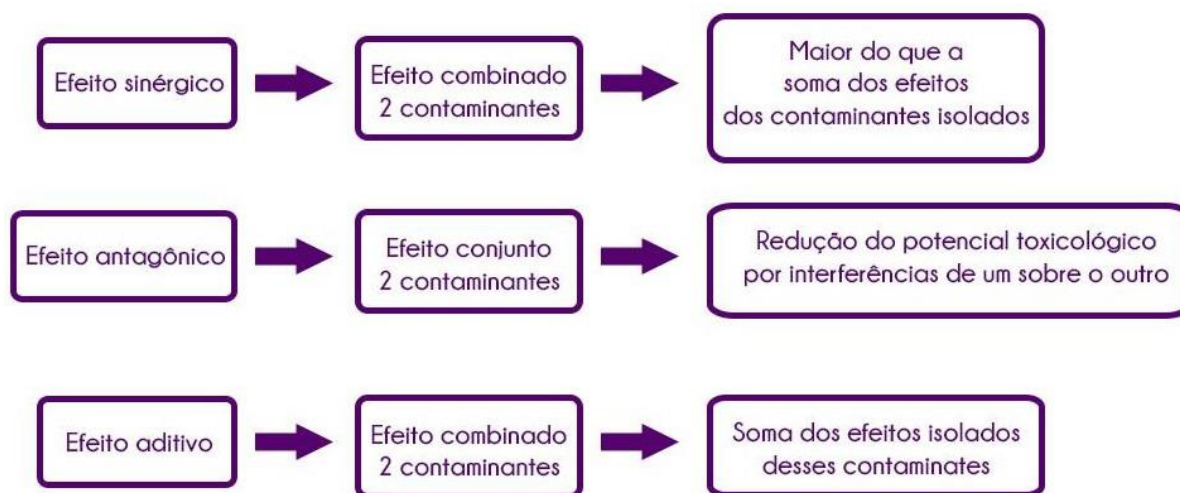 Efeito sinérgico
Efeito combinado
2 contaminantes
Maior do que a
soma dos efeitos
dos contaminantes isolados
Efeito antagônico
Efeito conjunto
2 contaminantes
Redução do potencial toxicológico
por interferências de um sobre o outro
Efeito aditivo
Efeito combinado
2 contaminantes
Soma dos efeitos isolados
desses contaminates